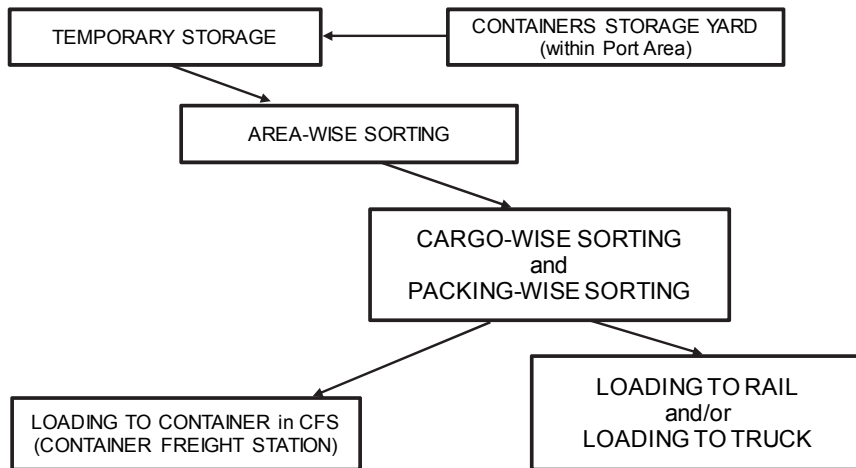 TEMPORARY STORAGE
CONTAINERS STORAGE YARD
(within Port Area)
AREA-WISE SORTING
CARGO-WISE SORTING
and
PACKING-WISE SORTING
LOADING TO CONTAINER in CFS
(CONTAINER FREIGHT STATION)
LOADING TO RAIL
and/or
LOADING TO TRUCK